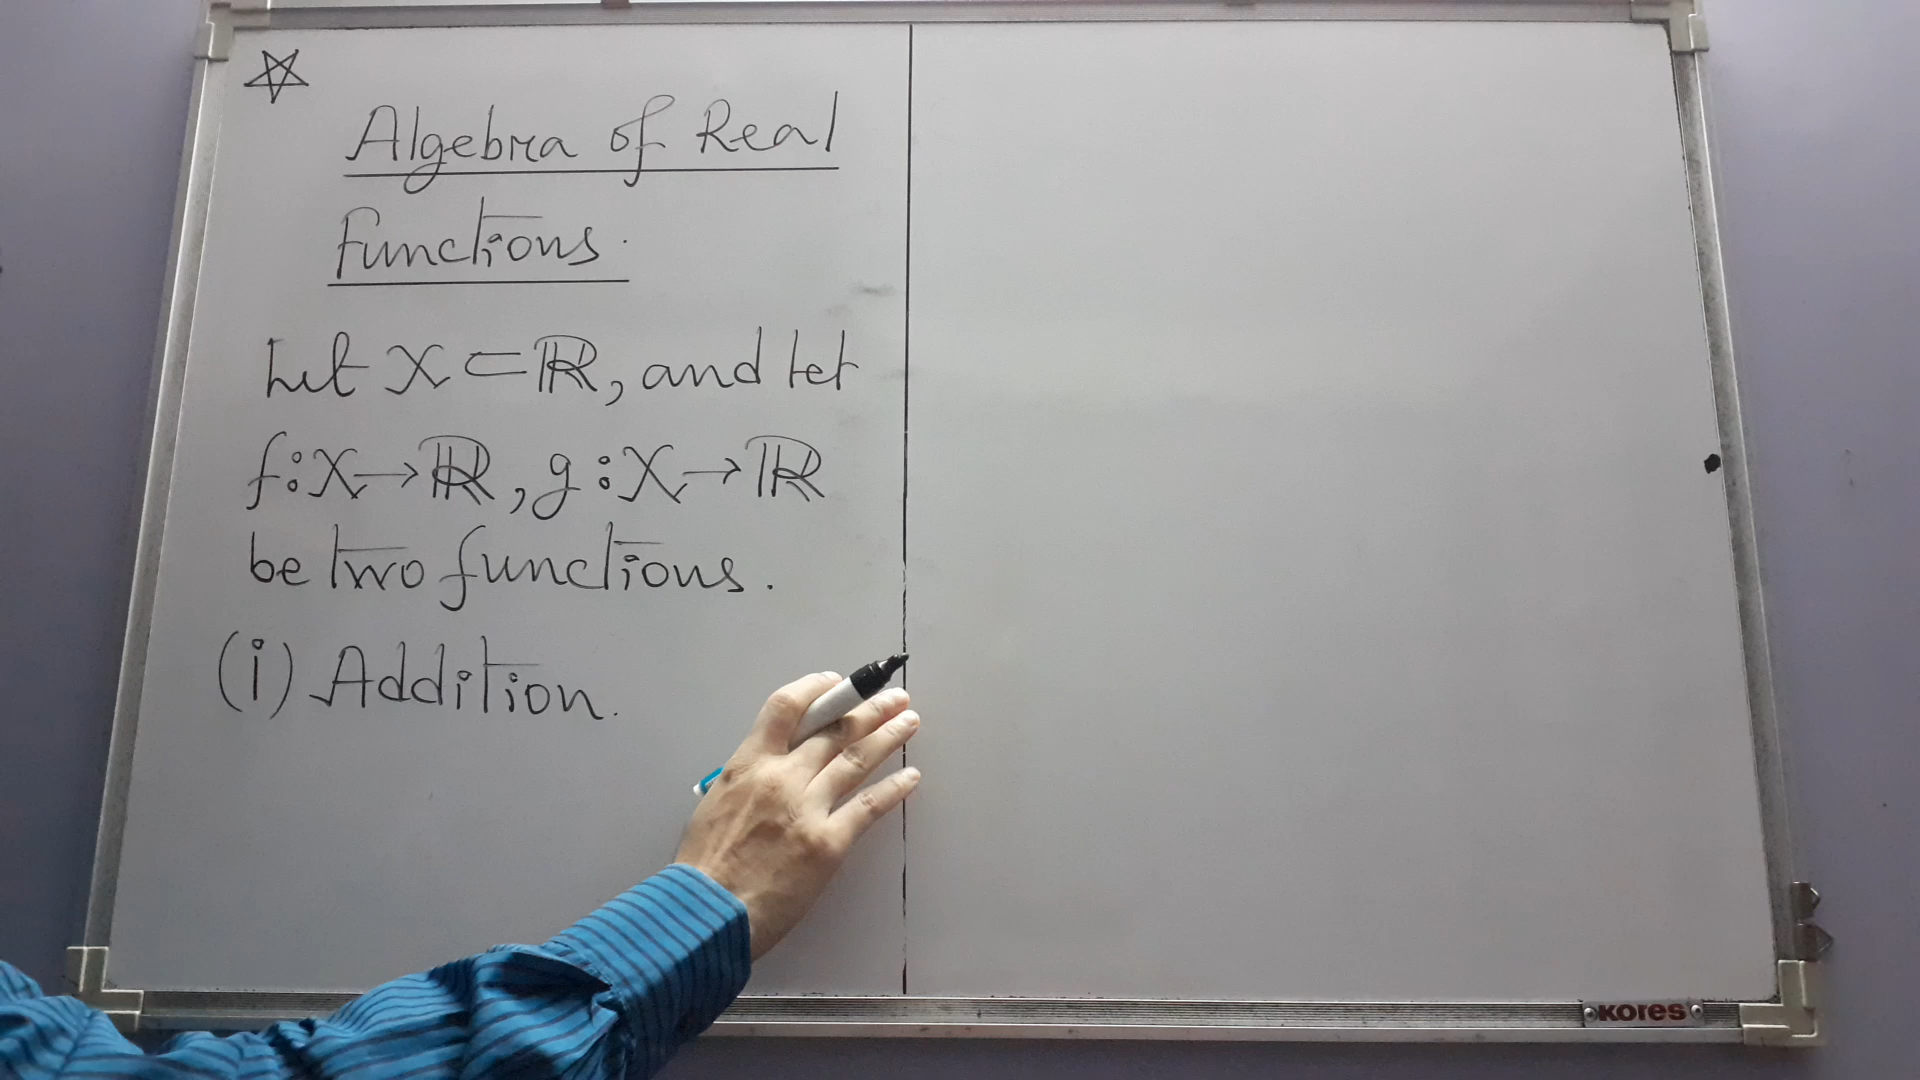 Algebra of Real
Functions.
Let X ⊂ ℝ, and let
f:X→ℝ, g:X→ℝ
be two functions.
(i) Addition.
KORES